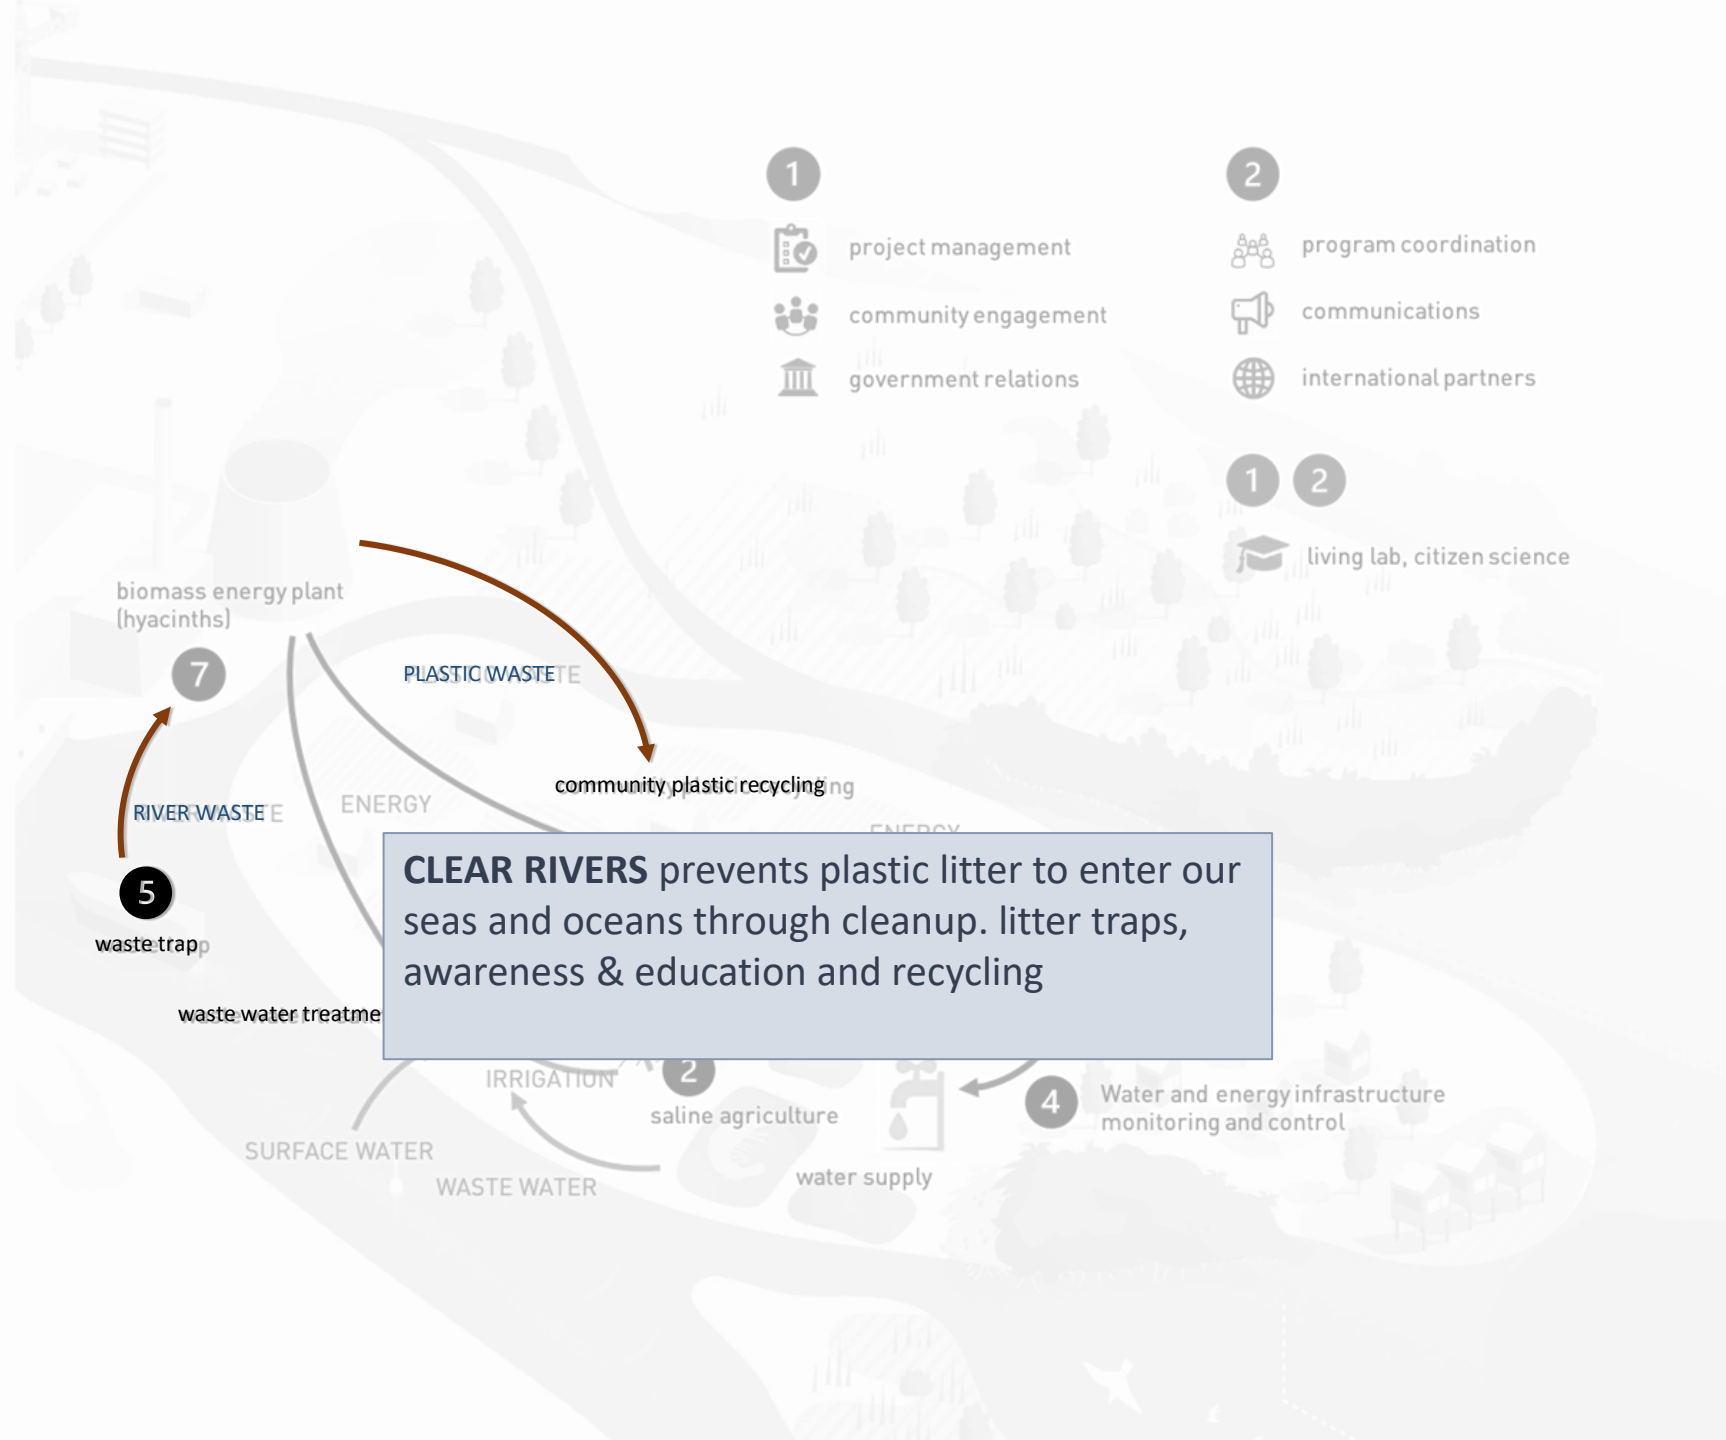 1
project management
community engagement
government relations
2
program coordination
communications
international partners
1 2
living lab, citizen science
biomass energy plant
(hyacinths)
7
PLASTIC WASTE
community plastic recycling
RIVER WASTE
ENERGY
ENERGY
5
waste trap
CLEAR RIVERS prevents plastic litter to enter our
seas and oceans through cleanup. litter traps,
awareness & education and recycling
waste water treatme
IRRIGATION
2
saline agriculture
4
Water and energy infrastructure
monitoring and control
SURFACE WATER
WASTE WATER
water supply